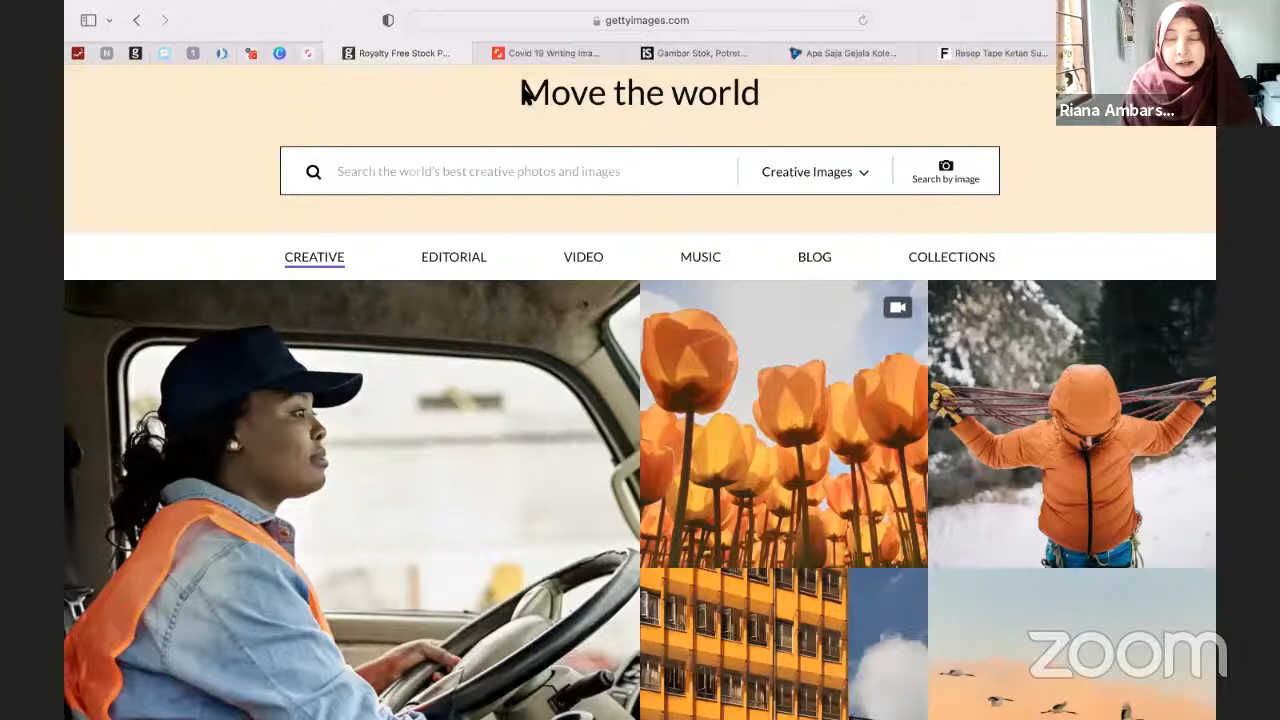 gettyimages.com
Royalty Free Stock P...
Covid 19 Writing Ima...
Gambar Stok, Potret...
Apa Saja Gejala Kole...
Resep Tape Ketan Su...
Riana Ambars...
Move the world
Search the world's best creative photos and images
Creative Images
Search by image
CREATIVE
EDITORIAL
VIDEO
MUSIC
BLOG
COLLECTIONS
zoom